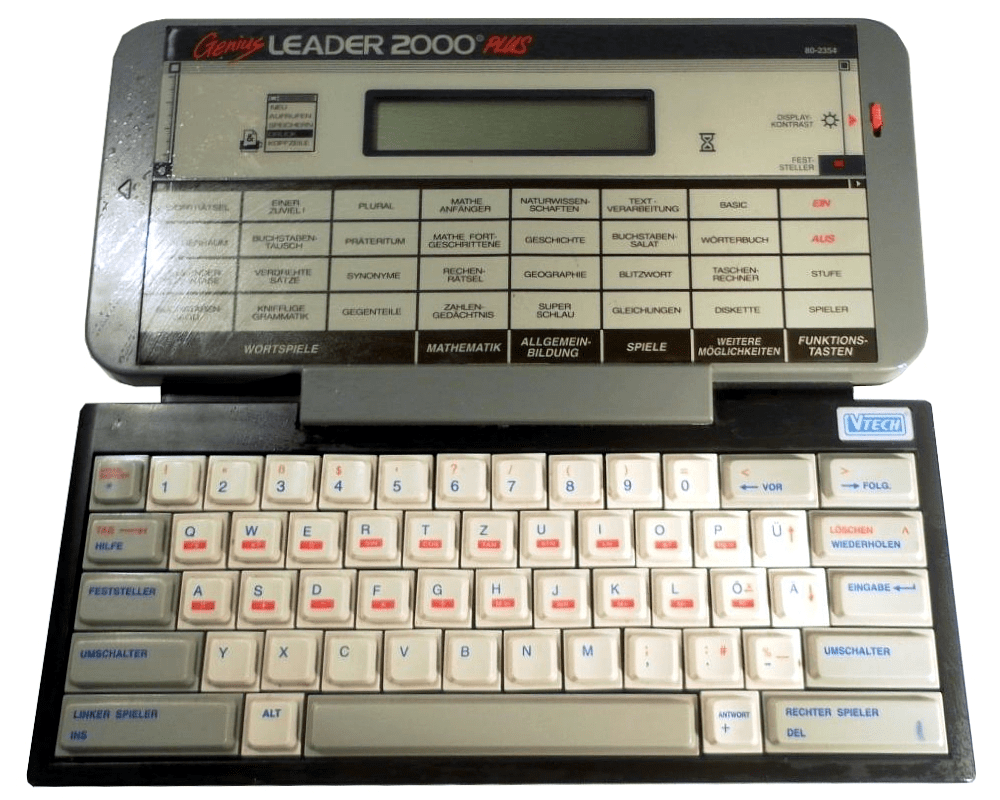 Genius LEADER 2000 PLUS
80-2354
NEU
AUFRUFEN
SPEICHERN
DRUCK
KOPFZEILE
DISPLAY-
KONTRAST
FEST-
STELLER
EINER
ZUVIEL!
PLURAL
MATHE
ANFÄNGER
NATURWISSEN-
SCHAFTEN
TEXT-
VERARBEITUNG
BASIC
EIN
BUCHSTABEN-
TAUSCH
PRÄTERITUM
MATHE FORT-
GESCHRITTENE
GESCHICHTE
BUCHSTABEN-
SALAT
WÖRTERBUCH
AUS
VERDREHTE
SÄTZE
SYNONYME
RECHEN-
RÄTSEL
GEOGRAPHIE
BLITZWORT
TASCHEN-
RECHNER
STUFE
KNIFFLIGE
GRAMMATIK
GEGENTEILE
ZAHLEN-
GEDÄCHTNIS
SUPER
SCHLAU
GLEICHUNGEN
DISKETTE
SPIELER
WORTSPIELE
MATHEMATIK
ALLGEMEIN-
BILDUNG
SPIELE
WEITERE
MÖGLICHKEITEN
FUNKTIONS-
TASTEN
VTECH
! 1
2
3
$ 4
5
? 6
/ 7
( 8
) 9
= 0
< ← VOR
> → FOLG.
TAB
HILFE
Q W E R T Z U I O P Ü
LÖSCHEN
WIEDERHOLEN
FESTSTELLER
A S D F G H J K L Ö Ä
EINGABE
UMSCHALTER
Y X C V B N M ; , : . # -
UMSCHALTER
LINKER SPIELER
INS
ALT
ANTWORT
+
RECHTER SPIELER
DEL